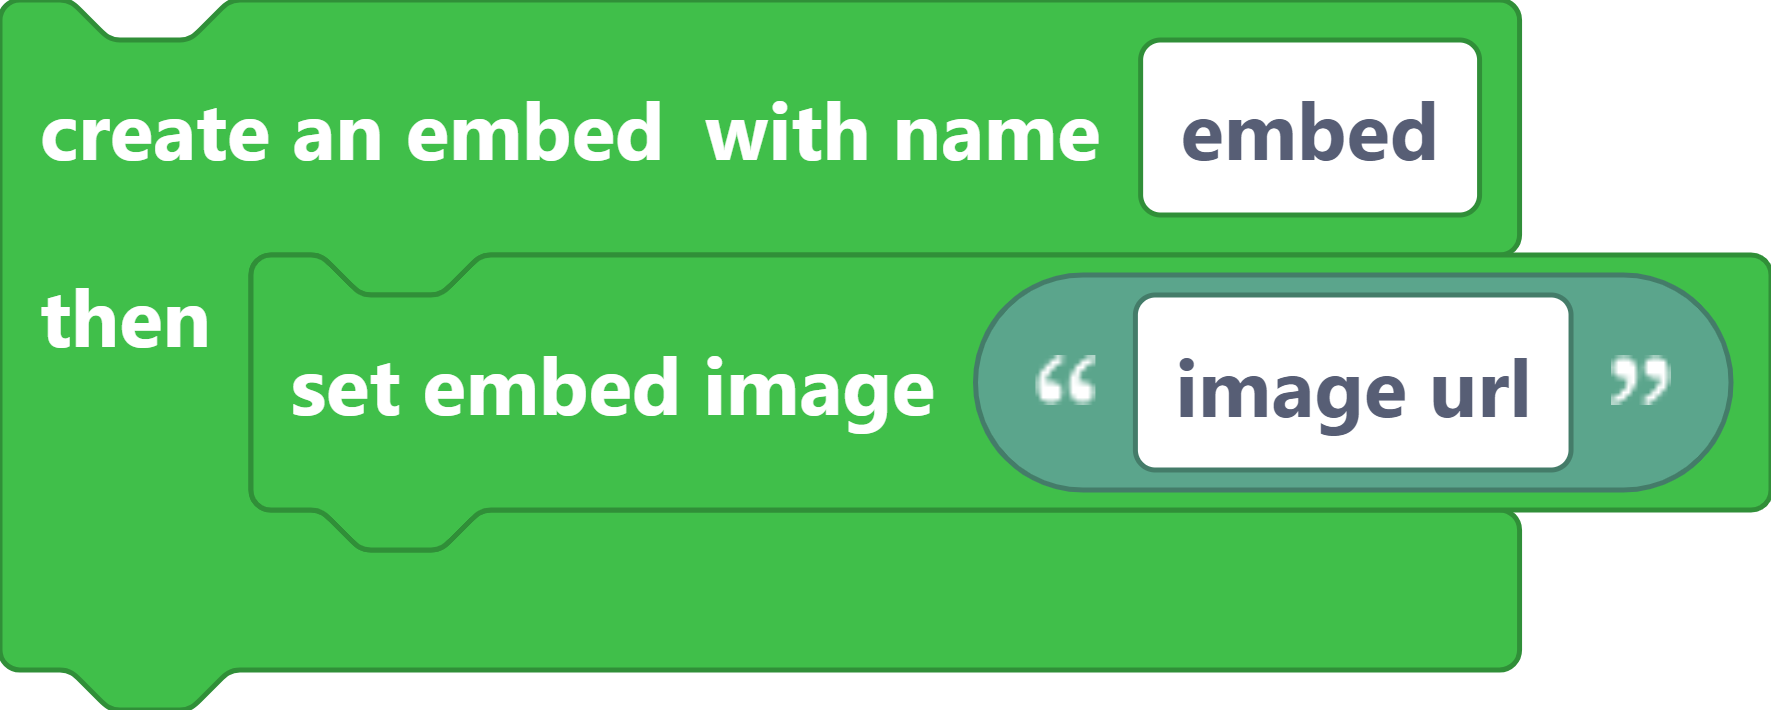 create an embed with name embed
then
set embed image “ image url ”